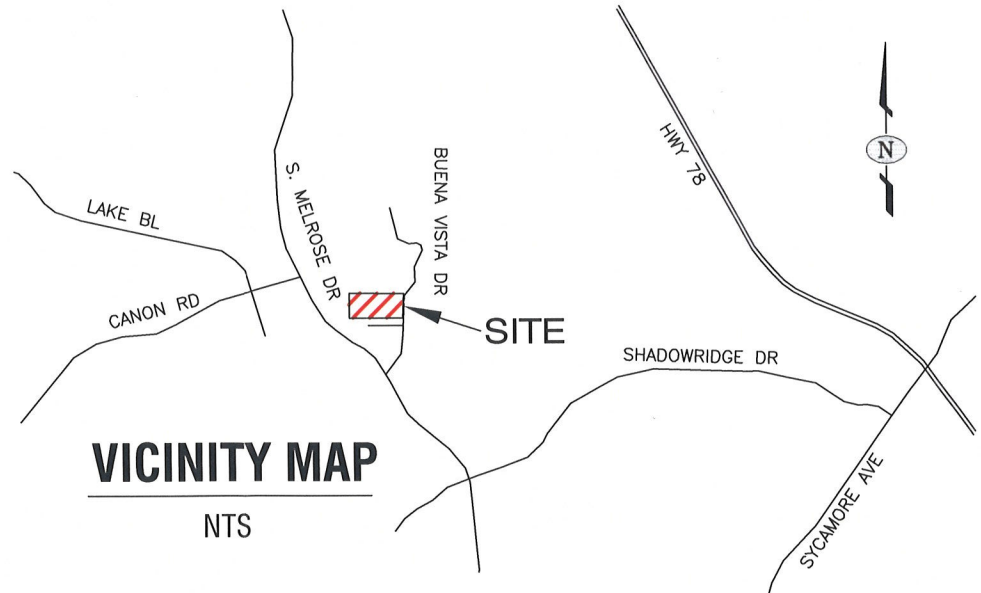 HWY 78
N
BUENA VISTA DR
S. MELROSE DR
LAKE BL
CANON RD
SITE
SHADOWRIDGE DR
VICINITY MAP
NTS
SYCAMORE AVE